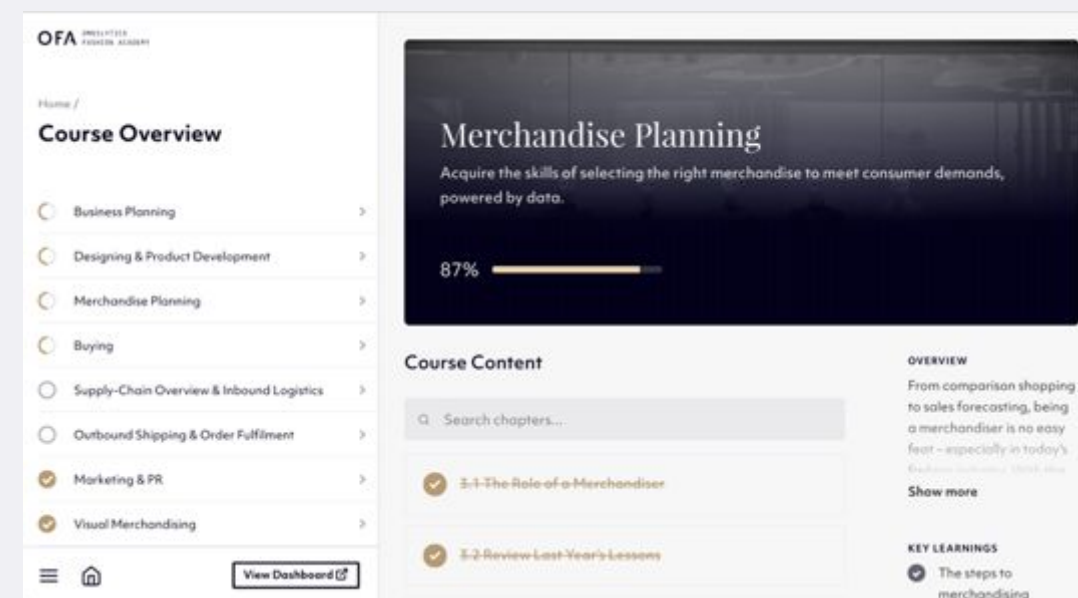 OFA
FASHION ACADEMY
Home /
Course Overview
Business Planning
Designing & Product Development
Merchandise Planning
Buying
Supply-Chain Overview & Inbound Logistics
Outbound Shipping & Order Fulfilment
Marketing & PR
Visual Merchandising
View Dashboard
Merchandise Planning
Acquire the skills of selecting the right merchandise to meet consumer demands,
powered by data.
87%
Course Content
Search chapters...
3.1 The Role of a Merchandiser
3.2 Review Last Year's Lessons
OVERVIEW
From comparison shopping
to sales forecasting, being
a merchandiser is no easy
feat – especially in today's
Show more
KEY LEARNINGS
The steps to
merchandising